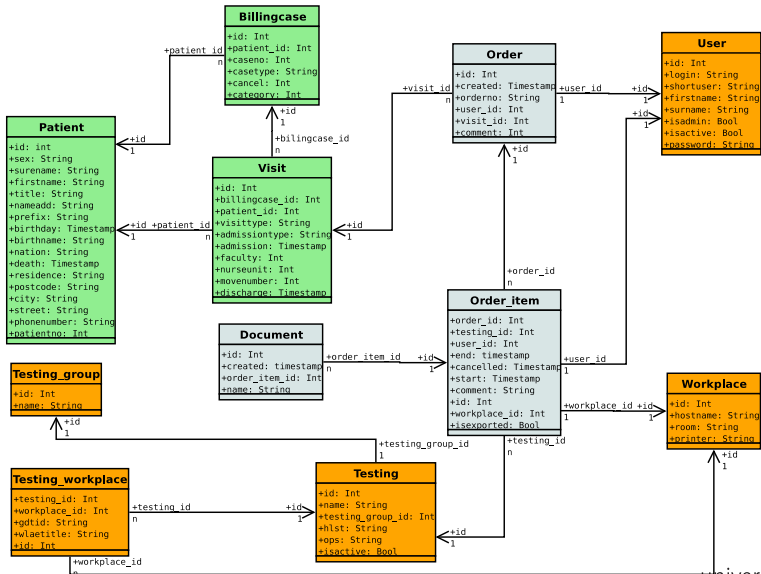 Billingcase
+id: Int
+patient_id: Int
+caseno: Int
+casetype: String
+cancel: Int
+category: Int
+patient_id
n
+id
1
Order
+id: Int
+created: Timestamp
+orderno: String
+user_id: Int
+visit_id: Int
+comment: Int
+visit_id
n
+user_id
1
+id
1
User
+id: Int
+login: String
+shortuser: String
+firstname: String
+surname: String
+isadmin: Bool
+isactive: Bool
+password: String
+id
1
Patient
+id: int
+sex: String
+surename: String
+firstname: String
+title: String
+nameadd: String
+prefix: String
+birthday: Timestamp
+birthname: String
+nation: String
+death: Timestamp
+residence: String
+postcode: String
+city: String
+street: String
+phonenumber: String
+patientno: Int
+id
1
+bilingcase_id
n
Visit
+id: Int
+billingcase_id: Int
+patient_id: Int
+visittype: String
+admissiontype: String
+admission: Timestamp
+faculty: Int
+nurseunit: Int
+movenumber: Int
+discharge: Timestamp
+id +patient_id
1 n
+id
1
+id
1
+order_id
n
Order_item
+order_id: Int
+testing_id: Int
+user_id: Int
+end: timestamp
+cancelled: Timestamp
+start: Timestamp
+comment: String
+id: Int
+workplace_id: Int
+isexported: Bool
+user_id
1
Document
+id: Int
+created: timestamp
+order_item_id: Int
+name: String
+order_item_id
n
+id
1
Testing_group
+id: Int
+name: String
+id
1
+testing_group_id
1
+workplace_id +id
1 1
Workplace
+id: Int
+hostname: String
+room: String
+printer: String
+id
1
+testing_id
n
Testing_workplace
+testing_id: Int
+workplace_id: Int
+gdtid: String
+wlaetitle: String
+id: Int
+testing_id
n
+id
1
Testing
+id: Int
+name: String
+testing_group_id: Int
+hlst: String
+ops: String
+isactive: Bool
+id
1
+workplace_id
n